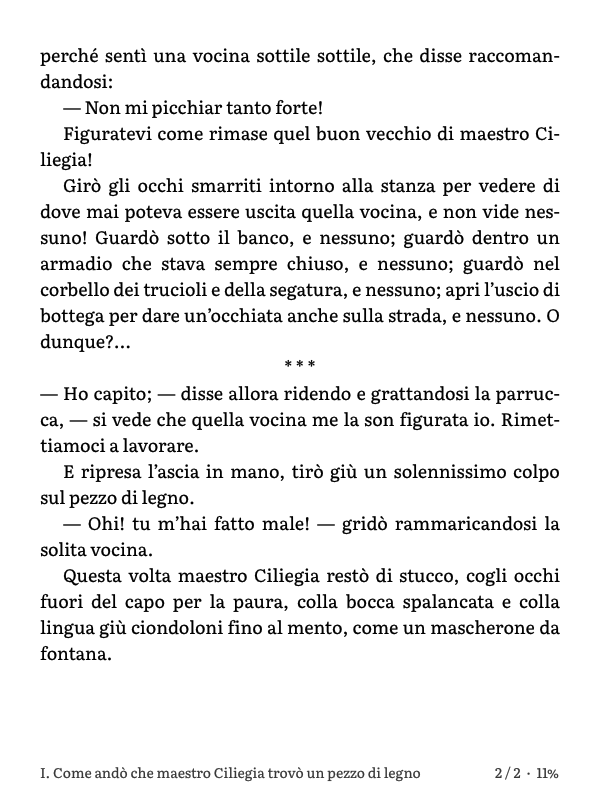 perché sentì una vocina sottile sottile, che disse raccoman-
dandosi:
— Non mi picchiar tanto forte!
Figuratevi come rimase quel buon vecchio di maestro Ci-
liegia!
Girò gli occhi smarriti intorno alla stanza per vedere di
dove mai poteva essere uscita quella vocina, e non vide nes-
suno! Guardò sotto il banco, e nessuno; guardò dentro un
armadio che stava sempre chiuso, e nessuno; guardò nel
corbello dei trucioli e della segatura, e nessuno; apri l’uscio di
bottega per dare un’occhiata anche sulla strada, e nessuno. O
dunque?...
* * *
— Ho capito; — disse allora ridendo e grattandosi la parruc-
ca, — si vede che quella vocina me la son figurata io. Rimet-
tiamoci a lavorare.
E ripresa l’ascia in mano, tirò giù un solennissimo colpo
sul pezzo di legno.
— Ohi! tu m’hai fatto male! — gridò rammaricandosi la
solita vocina.
Questa volta maestro Ciliegia restò di stucco, cogli occhi
fuori del capo per la paura, colla bocca spalancata e colla
lingua giù ciondoloni fino al mento, come un mascherone da
fontana.
I. Come andò che maestro Ciliegia trovò un pezzo di legno 2 / 2 · 11%